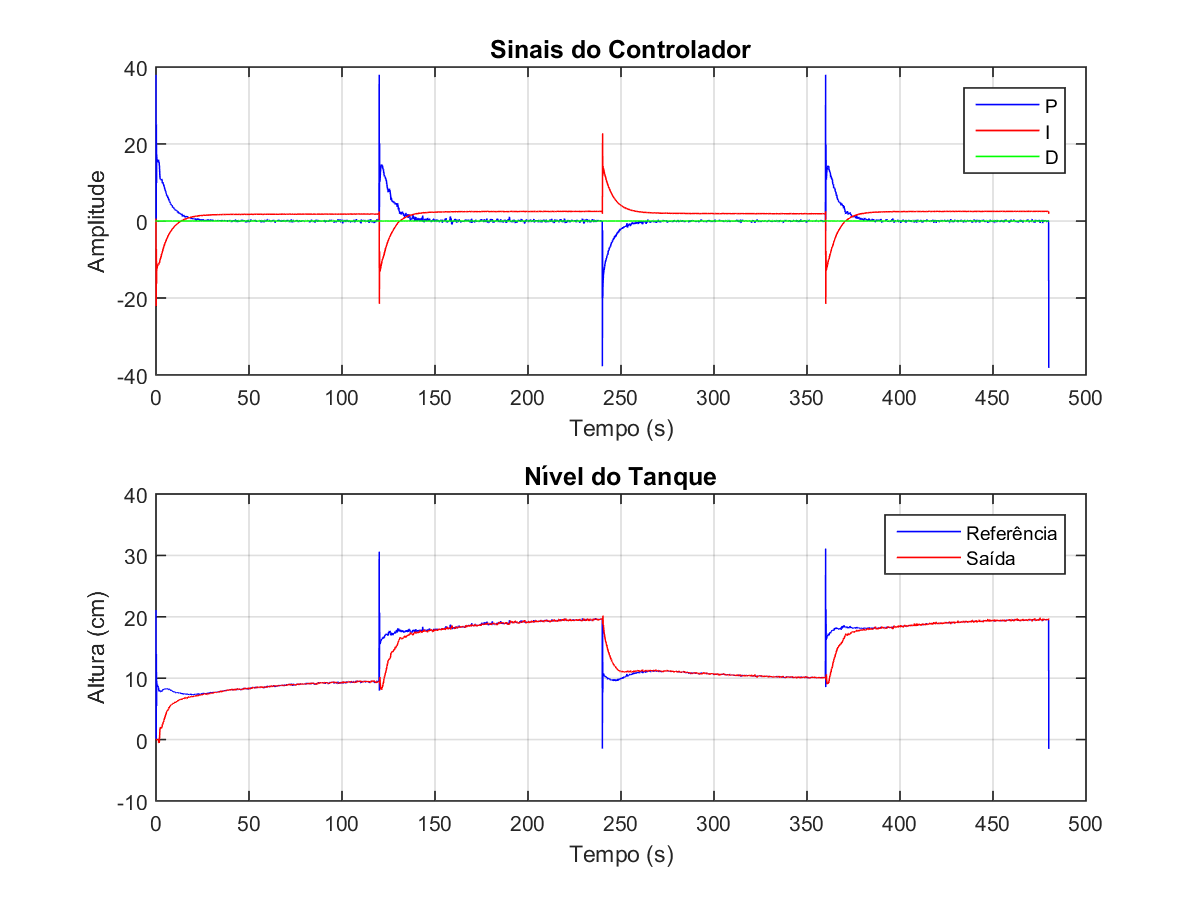 Sinais do Controlador
40
20
0
-20
-40
Amplitude
P
I
D
0 50 100 150 200 250 300 350 400 450 500
Tempo (s)
Nível do Tanque
40
30
20
10
0
-10
Altura (cm)
Referência
Saída
0 50 100 150 200 250 300 350 400 450 500
Tempo (s)